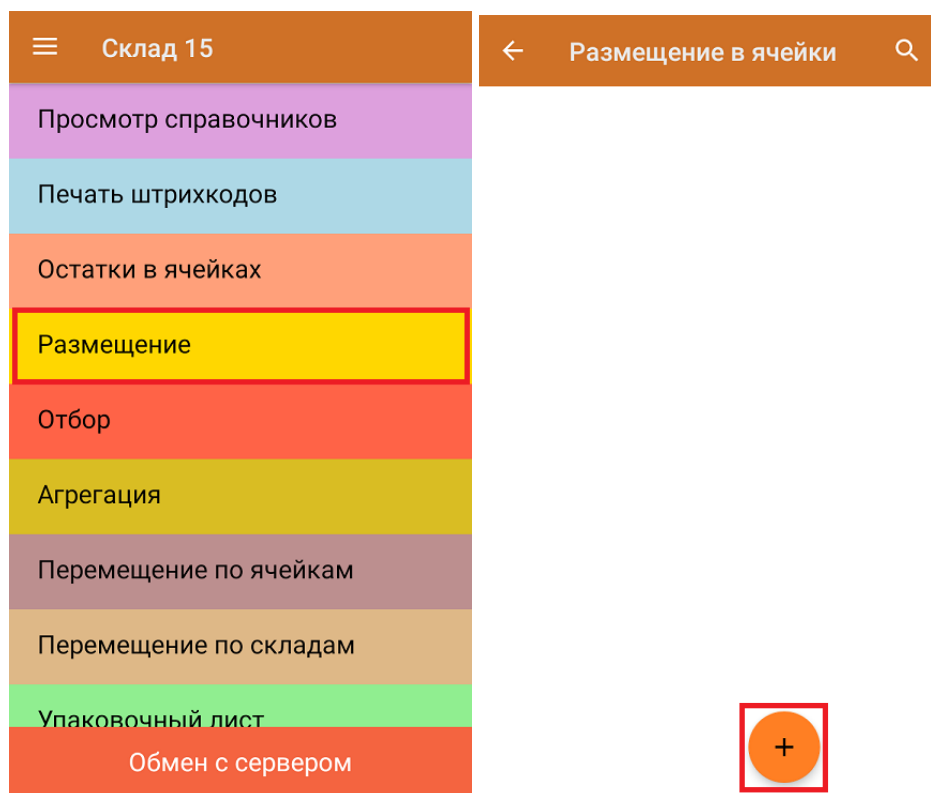 Склад 15
Просмотр справочников
Печать штрихкодов
Остатки в ячейках
Размещение
Отбор
Агрегация
Перемещение по ячейкам
Перемещение по складам
Упаковочный лист
Обмен с сервером
Размещение в ячейки
+